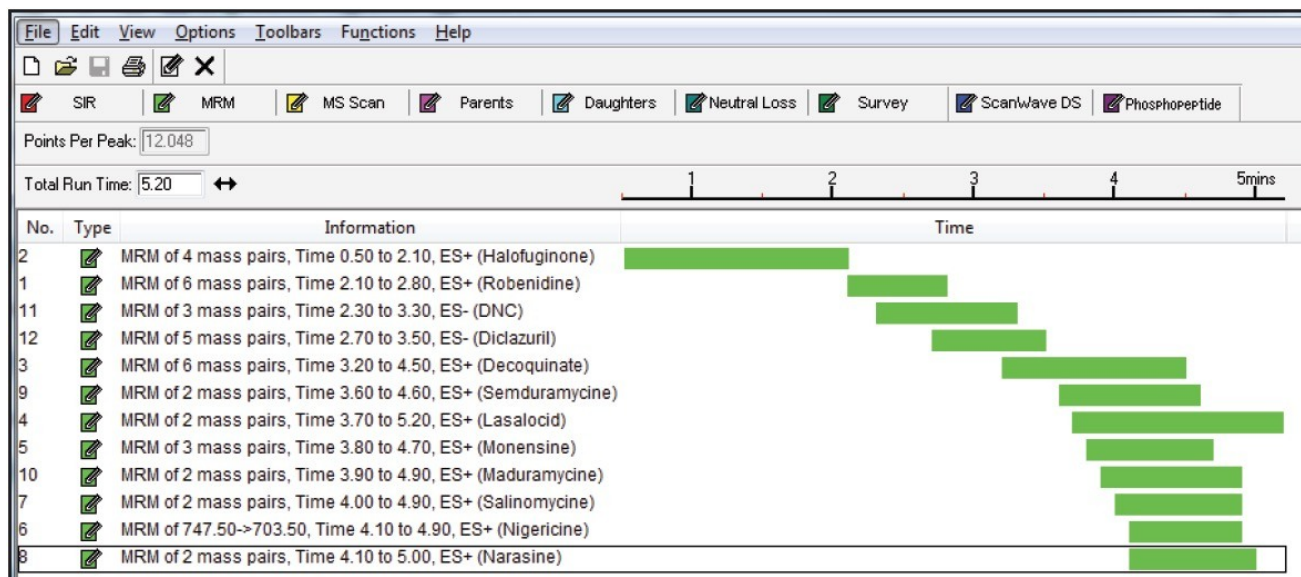 File Edit View Options Toolbars Functions Help
SIR MRM MS Scan Parents Daughters Neutral Loss Survey ScanWave DS Phosphopeptide
Points Per Peak: 12.048
Total Run Time: 5.20 1 2 3 4 5mins
No. Type Information Time
2 MRM of 4 mass pairs, Time 0.50 to 2.10, ES+ (Halofuginone)
1 MRM of 6 mass pairs, Time 2.10 to 2.80, ES+ (Robenidine)
11 MRM of 3 mass pairs, Time 2.30 to 3.30, ES- (DNC)
12 MRM of 5 mass pairs, Time 2.70 to 3.50, ES- (Diclazuril)
3 MRM of 6 mass pairs, Time 3.20 to 4.50, ES+ (Decoquinate)
9 MRM of 2 mass pairs, Time 3.60 to 4.60, ES+ (Semduramycine)
4 MRM of 2 mass pairs, Time 3.70 to 5.20, ES+ (Lasalocid)
5 MRM of 3 mass pairs, Time 3.80 to 4.70, ES+ (Monensine)
10 MRM of 2 mass pairs, Time 3.90 to 4.90, ES+ (Maduramycine)
7 MRM of 2 mass pairs, Time 4.00 to 4.90, ES+ (Salinomycine)
6 MRM of 747.50->703.50, Time 4.10 to 4.90, ES+ (Nigericine)
8 MRM of 2 mass pairs, Time 4.10 to 5.00, ES+ (Narasine)